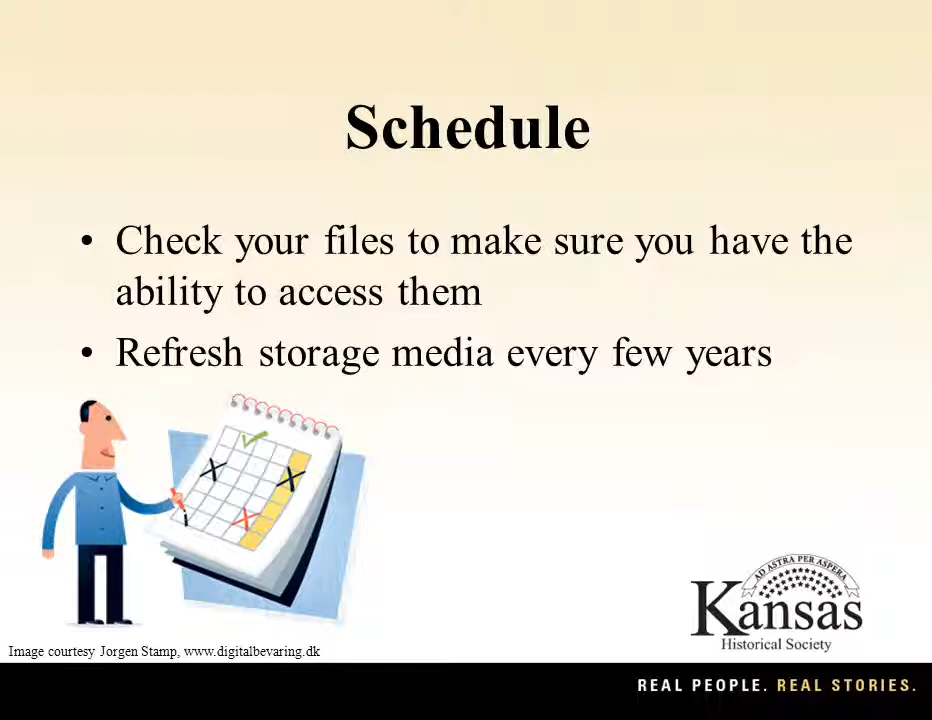 Schedule
• Check your files to make sure you have the
ability to access them
• Refresh storage media every few years
AD ASTRA PER ASPERA
Kansas
Historical Society
Image courtesy Jorgen Stamp, www.digitalbevaring.dk
REAL PEOPLE. REAL STORIES.